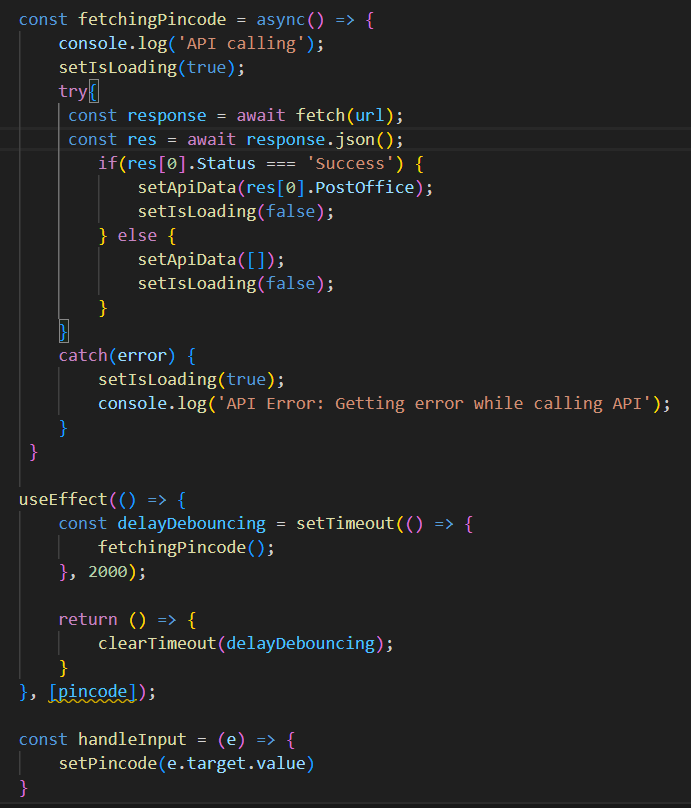 const fetchingPincode = async() => {
console.log('API calling');
setIsLoading(true);
try{
const response = await fetch(url);
const res = await response.json();
if(res[0].Status === 'Success') {
setApiData(res[0].PostOffice);
setIsLoading(false);
} else {
setApiData([]);
setIsLoading(false);
}
}
catch(error) {
setIsLoading(true);
console.log('API Error: Getting error while calling API');
}
}
useEffect(() => {
const delayDebouncing = setTimeout(() => {
fetchingPincode();
}, 2000);
return () => {
clearTimeout(delayDebouncing);
}
}, [pincode]);
const handleInput = (e) => {
setPincode(e.target.value)
}